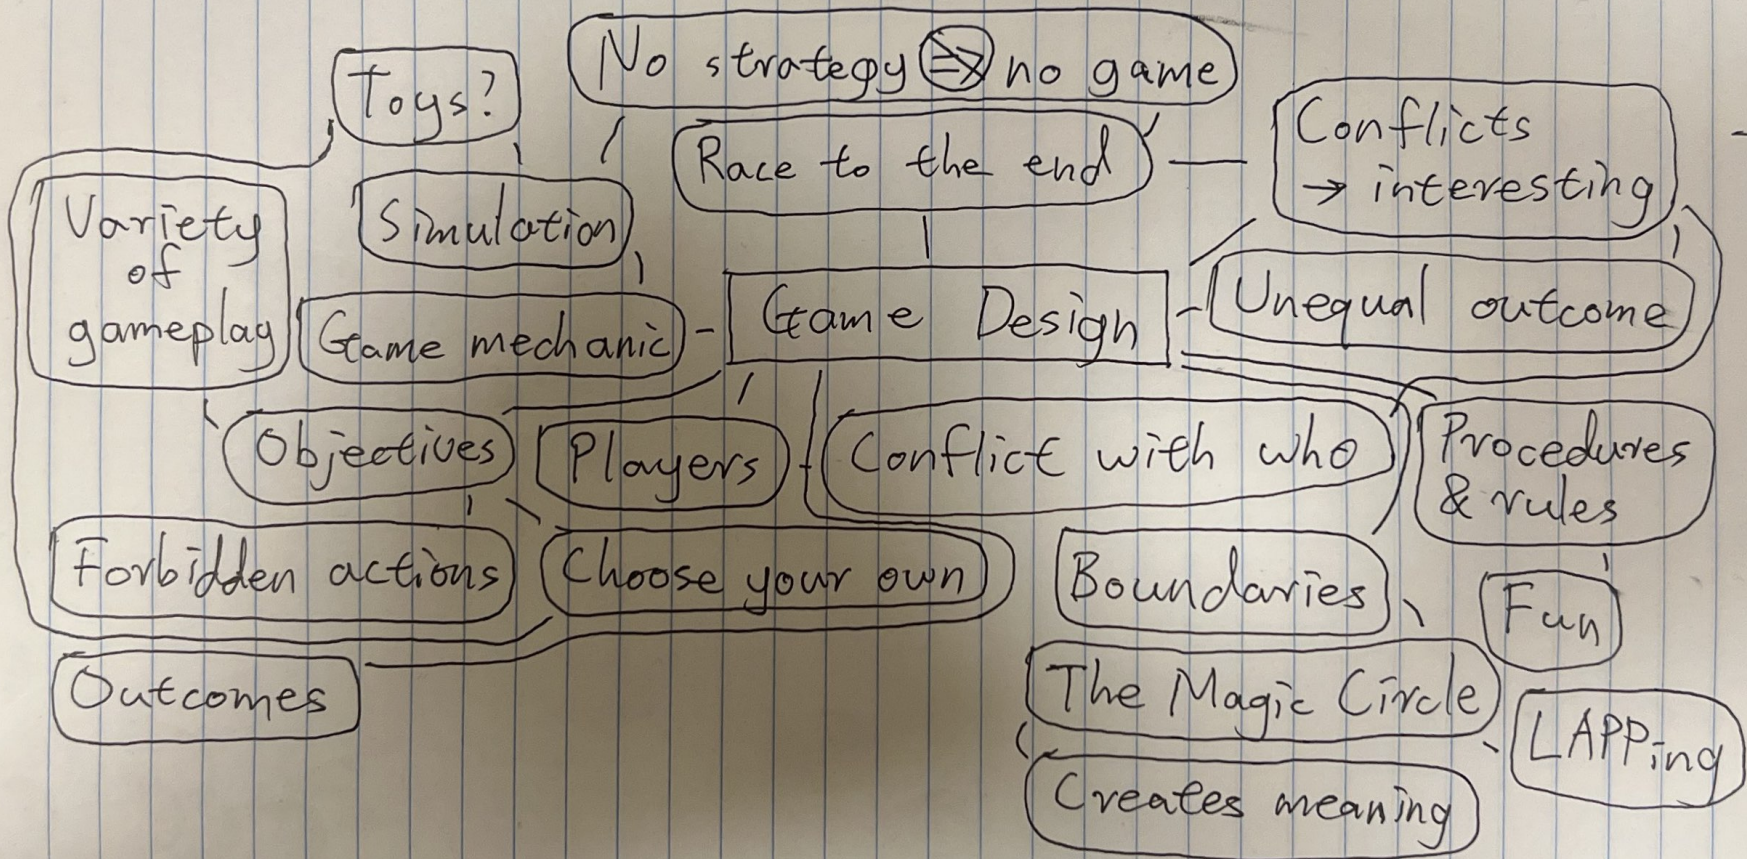 No strategy ⇏ no game
Toys?
Race to the end
Conflicts
→ interesting
Variety
of
gameplay
Simulation
Game mechanic
Game Design
Unequal outcome
Objectives
Players
Conflict with who
Procedures
& rules
Forbidden actions
Choose your own
Boundaries
Fun
Outcomes
The Magic Circle
LAPPing
Creates meaning